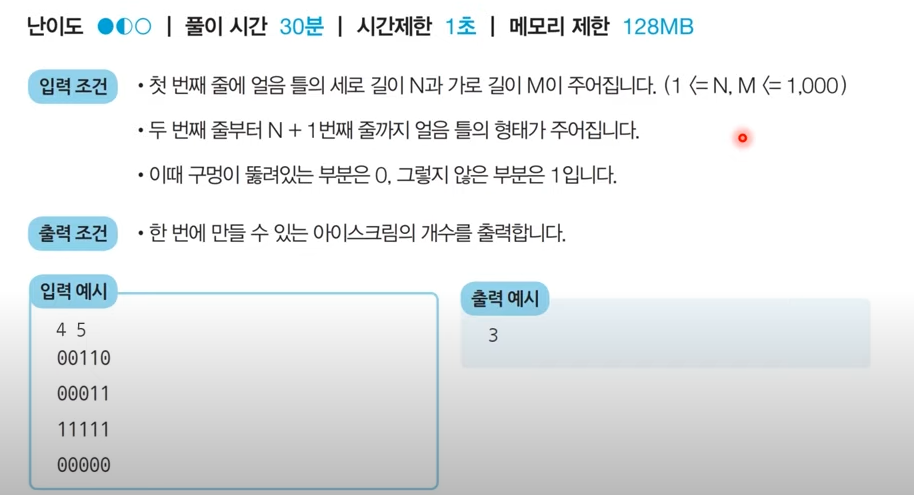 난이도 ●◐○ | 풀이 시간 30분 | 시간제한 1초 | 메모리 제한 128MB
입력 조건 • 첫 번째 줄에 얼음 틀의 세로 길이 N과 가로 길이 M이 주어집니다. (1 <= N, M <= 1,000)
• 두 번째 줄부터 N + 1번째 줄까지 얼음 틀의 형태가 주어집니다.
• 이때 구멍이 뚫려있는 부분은 0, 그렇지 않은 부분은 1입니다.
출력 조건 • 한 번에 만들 수 있는 아이스크림의 개수를 출력합니다.
입력 예시
4 5
00110
00011
11111
00000
출력 예시
3